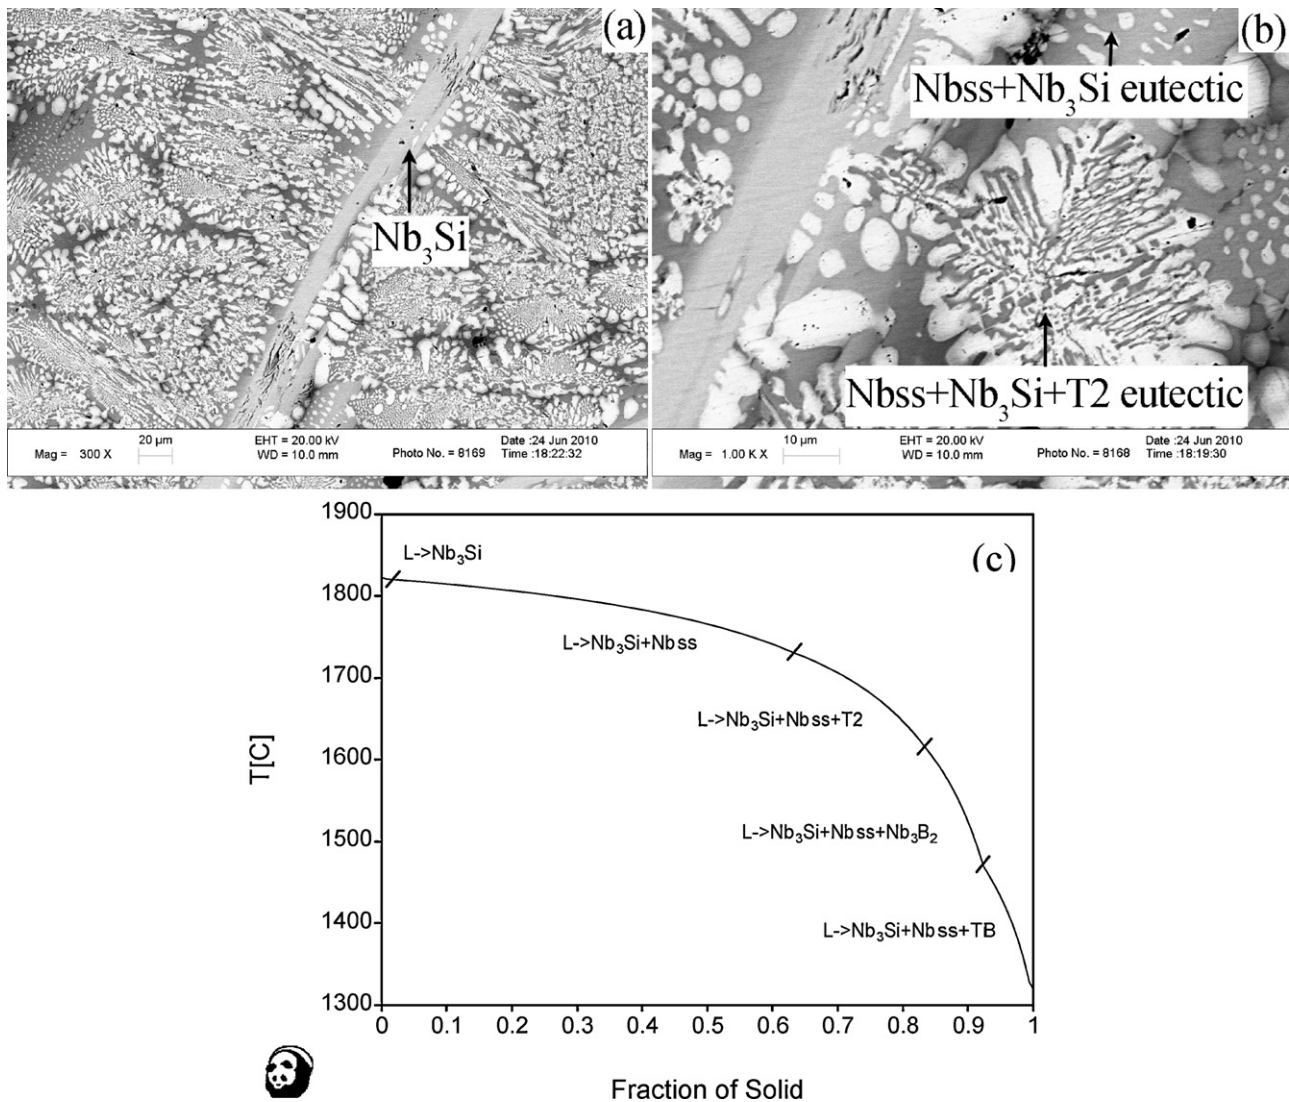 (a)
Nb₃Si
20 µm
Mag = 300 X
EHT = 20.00 kV
WD = 10.0 mm
Photo No. = 8169
Date :24 Jun 2010
Time :18:22:32
(b)
Nbss+Nb₃Si eutectic
Nbss+Nb₃Si+T2 eutectic
10 µm
Mag = 1.00 K X
EHT = 20.00 kV
WD = 10.0 mm
Photo No. = 8168
Date :24 Jun 2010
Time :18:19:30
(c)
1900
1800
1700
1600
1500
1400
1300
T[C]
L->Nb₃Si
L->Nb₃Si+Nbss
L->Nb₃Si+Nbss+T2
L->Nb₃Si+Nbss+Nb₃B₂
L->Nb₃Si+Nbss+TB
0 0.1 0.2 0.3 0.4 0.5 0.6 0.7 0.8 0.9 1
Fraction of Solid